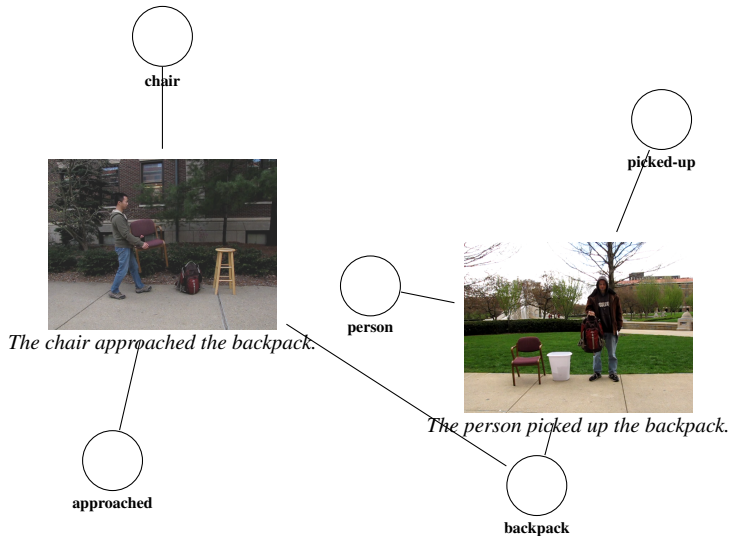 chair
picked-up
person
The chair approached the backpack.
The person picked up the backpack.
approached
backpack